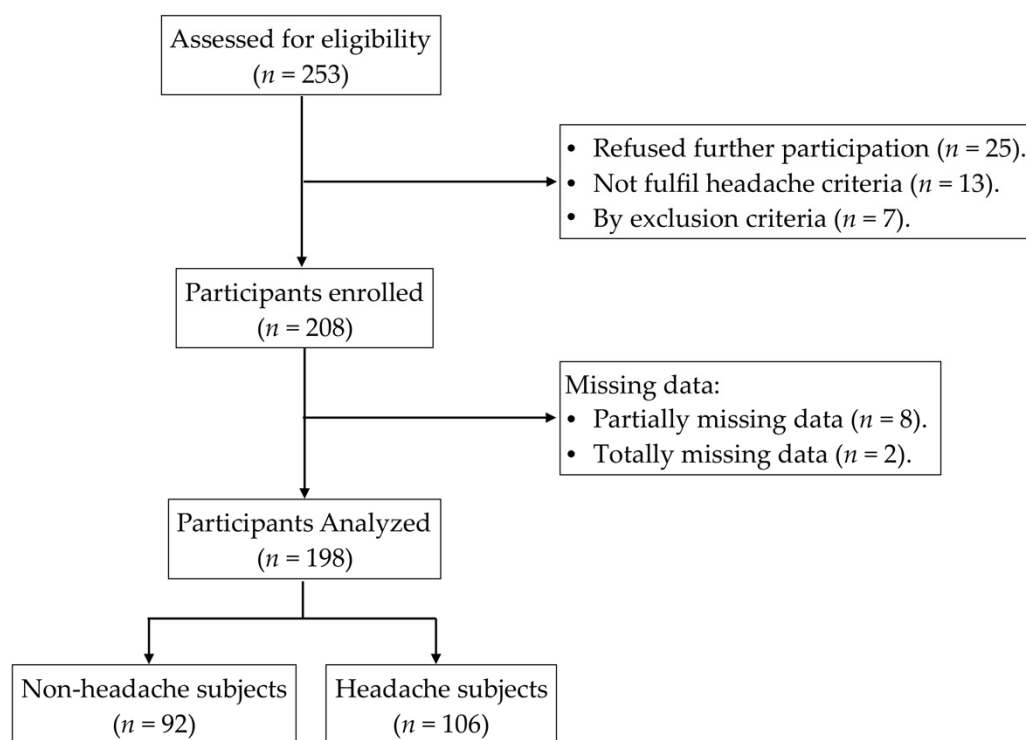 Assessed for eligibility
(n = 253)
• Refused further participation (n = 25).
• Not fulfil headache criteria (n = 13).
• By exclusion criteria (n = 7).
Participants enrolled
(n = 208)
Missing data:
• Partially missing data (n = 8).
• Totally missing data (n = 2).
Participants Analyzed
(n = 198)
Non-headache subjects
(n = 92)
Headache subjects
(n = 106)